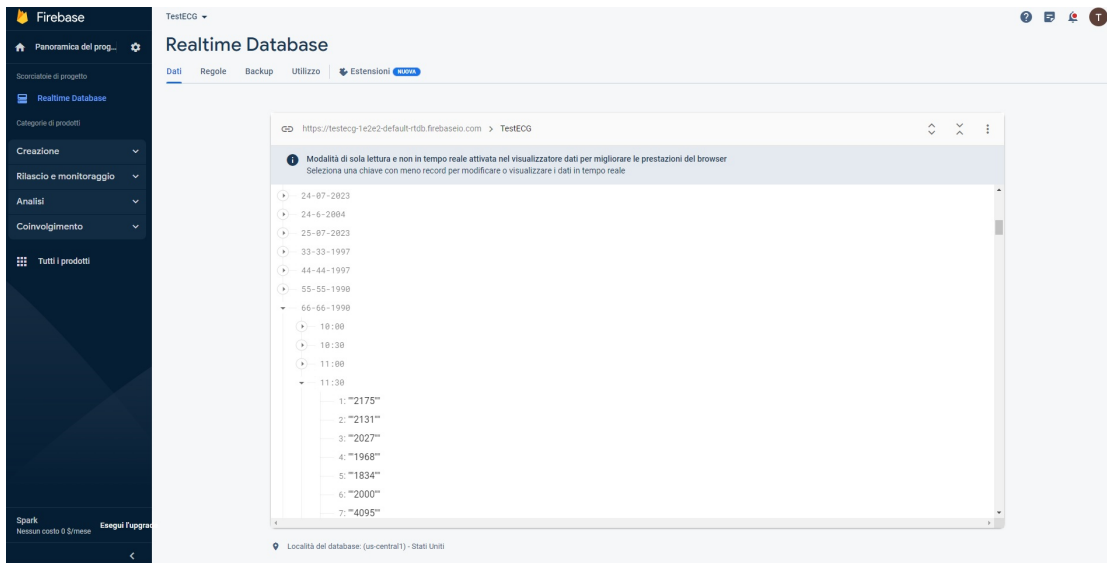 Firebase
Panoramica del prog...
Scorciatoie di progetto
Realtime Database
Categorie di prodotti
Creazione
Rilascio e monitoraggio
Analisi
Coinvolgimento
Tutti i prodotti
Spark
Nessun costo 0 $/mese
Esegui l'upgrad
TestECG
T
Realtime Database
Dati Regole Backup Utilizzo Estensioni NUOVA
https://testecg-1e2e2-default-rtdb.firebaseio.com > TestECG
Modalità di sola lettura e non in tempo reale attivata nel visualizzatore dati per migliorare le prestazioni del browser
Seleziona una chiave con meno record per modificare o visualizzare i dati in tempo reale
24-07-2023
24-6-2004
25-07-2023
33-33-1997
44-44-1997
55-55-1990
66-66-1990
10:00
10:30
11:00
11:30
1: ""2175""
2: ""2131""
3: ""2027""
4: ""1968""
5: ""1834""
6: ""2000""
7: ""4095""
Località del database: (us-central1) - Stati Uniti